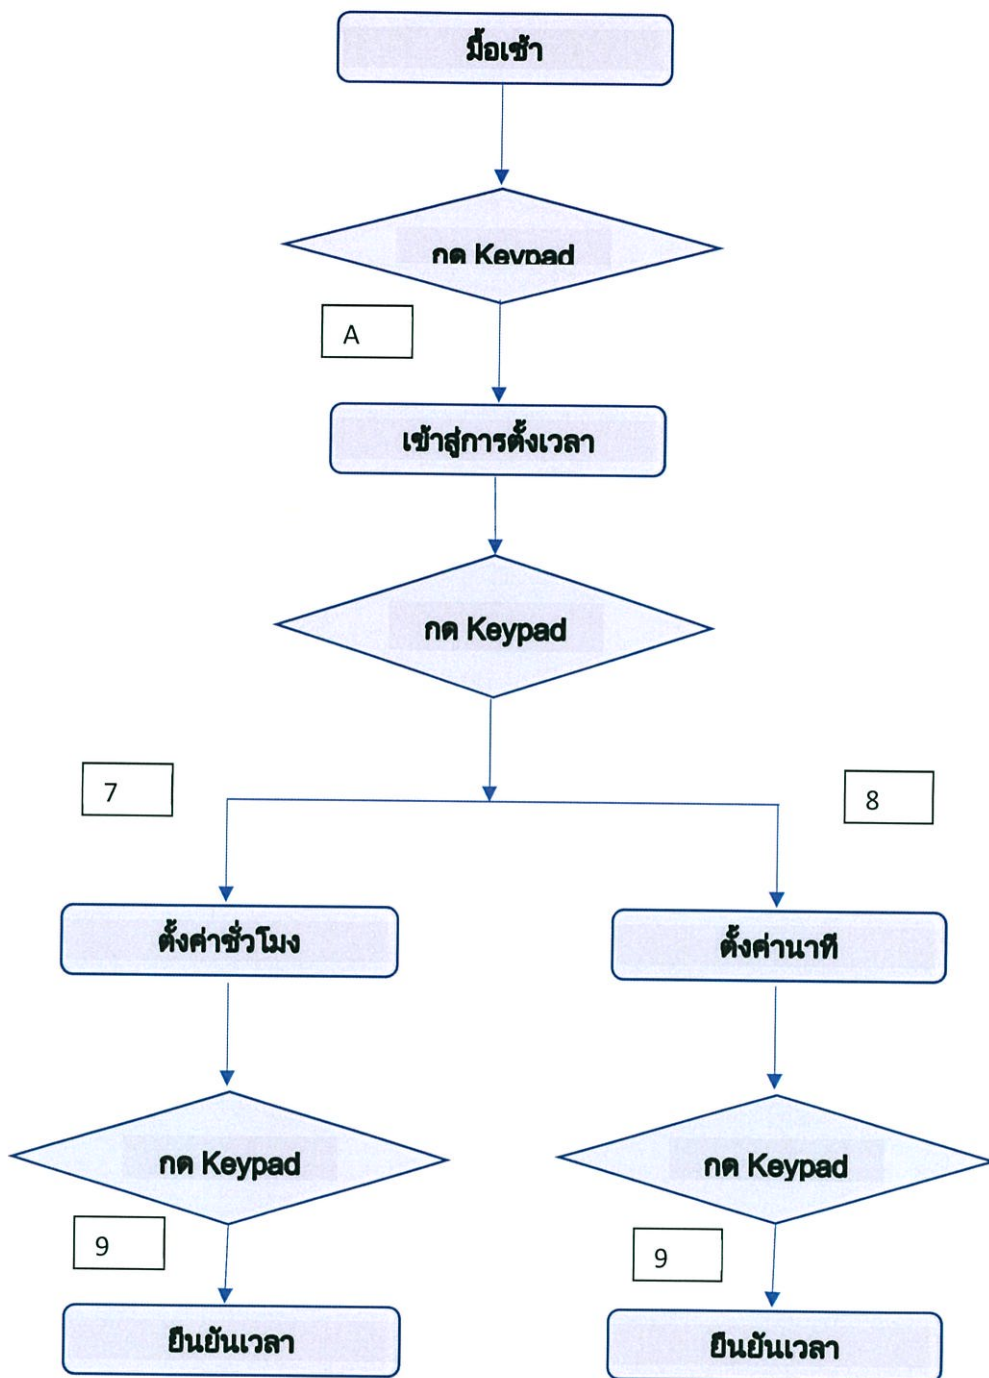 มื้อเช้า
กด Keypad
A
เข้าสู่การตั้งเวลา
กด Keypad
7
8
ตั้งค่าชั่วโมง
ตั้งค่านาที
กด Keypad
กด Keypad
9
9
ยืนยันเวลา
ยืนยันเวลา